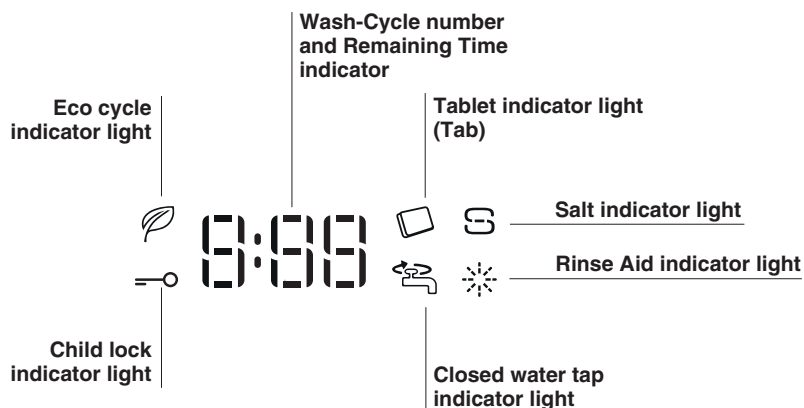 Wash-Cycle number
and Remaining Time
indicator
Eco cycle
indicator light
Tablet indicator light
(Tab)
8:88
Salt indicator light
Rinse Aid indicator light
Child lock
indicator light
Closed water tap
indicator light